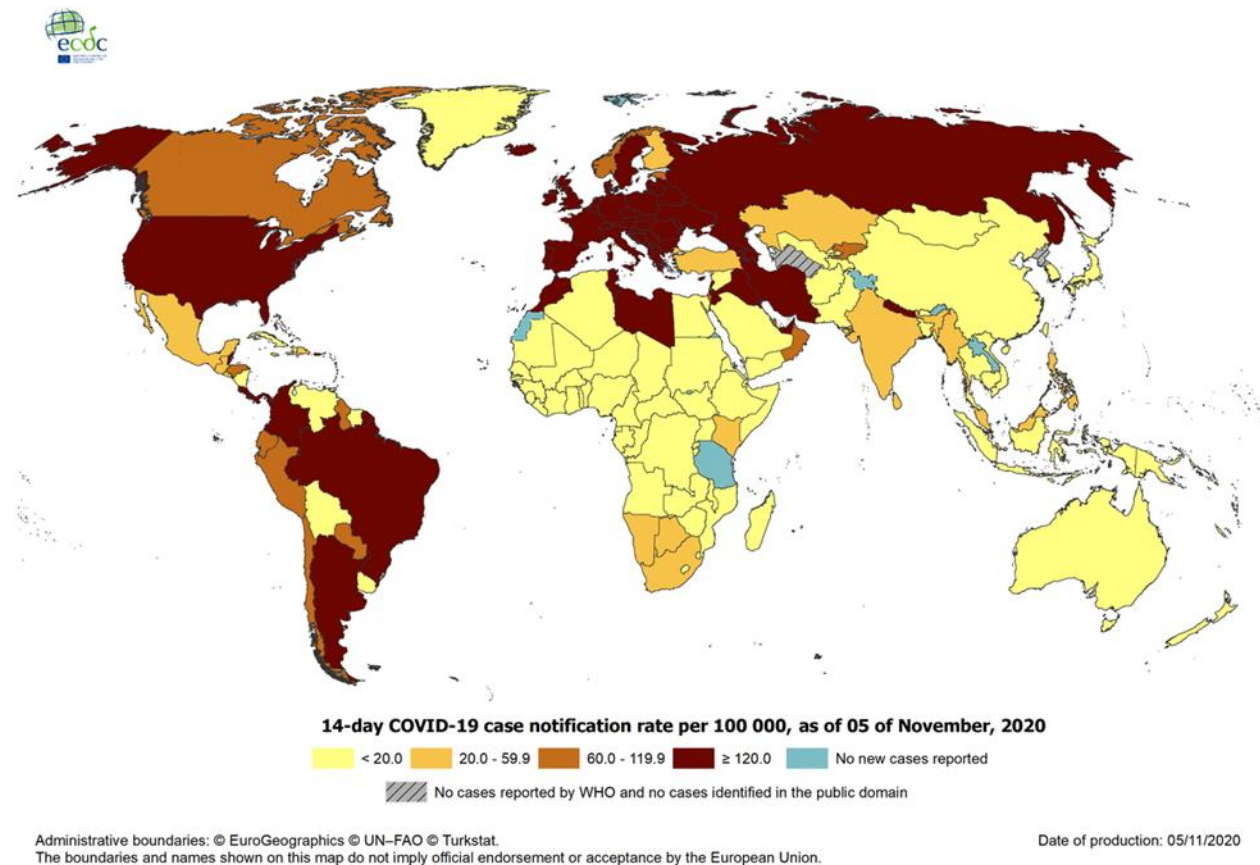 ecdc
14-day COVID-19 case notification rate per 100 000, as of 05 of November, 2020
< 20.0 20.0 - 59.9 60.0 - 119.9 ≥ 120.0 No new cases reported
No cases reported by WHO and no cases identified in the public domain
Administrative boundaries: © EuroGeographics © UN–FAO © Turkstat. Date of production: 05/11/2020
The boundaries and names shown on this map do not imply official endorsement or acceptance by the European Union.